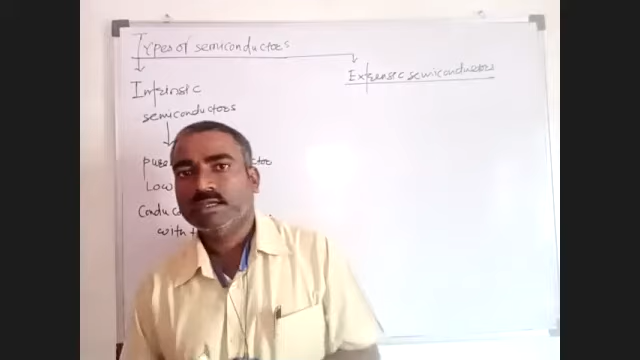 Types of semiconductors
Extrinsic semiconductors
Intrinsic
semiconductors
Low
with